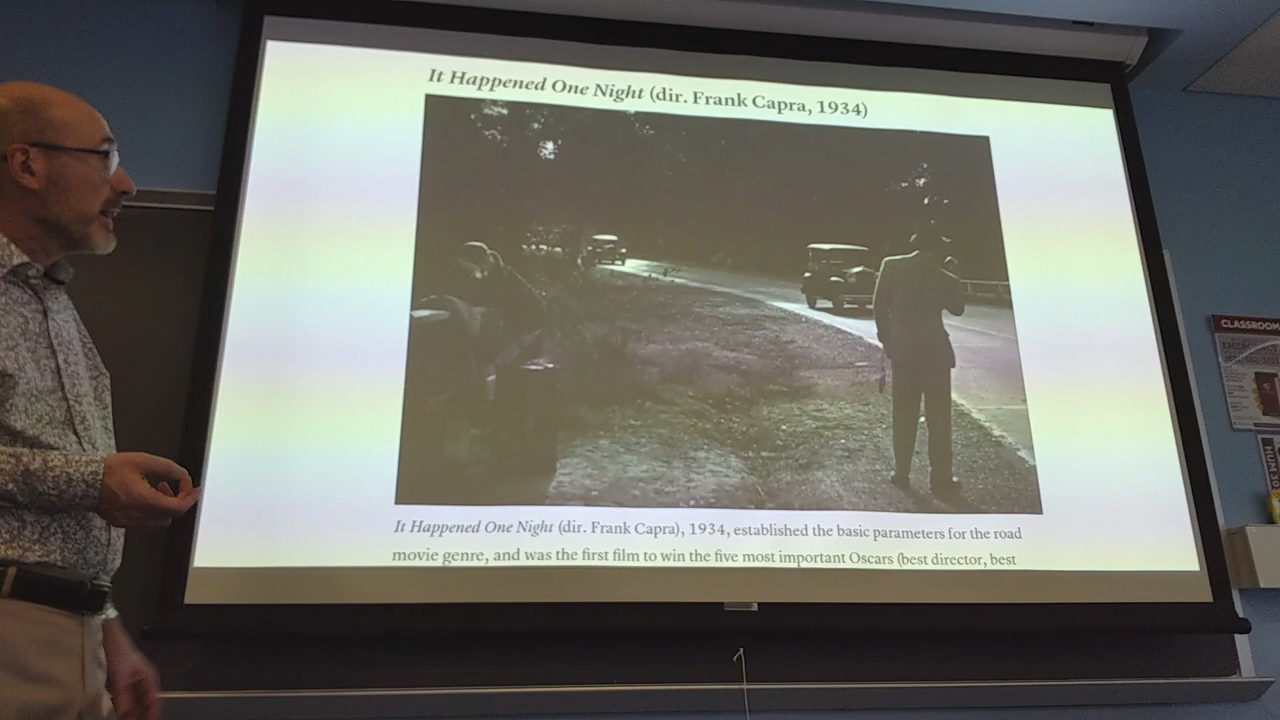 It Happened One Night (dir. Frank Capra, 1934)
It Happened One Night (dir. Frank Capra), 1934, established the basic parameters for the road
movie genre, and was the first film to win the five most important Oscars (best director, best
CLASSROOM
HUM